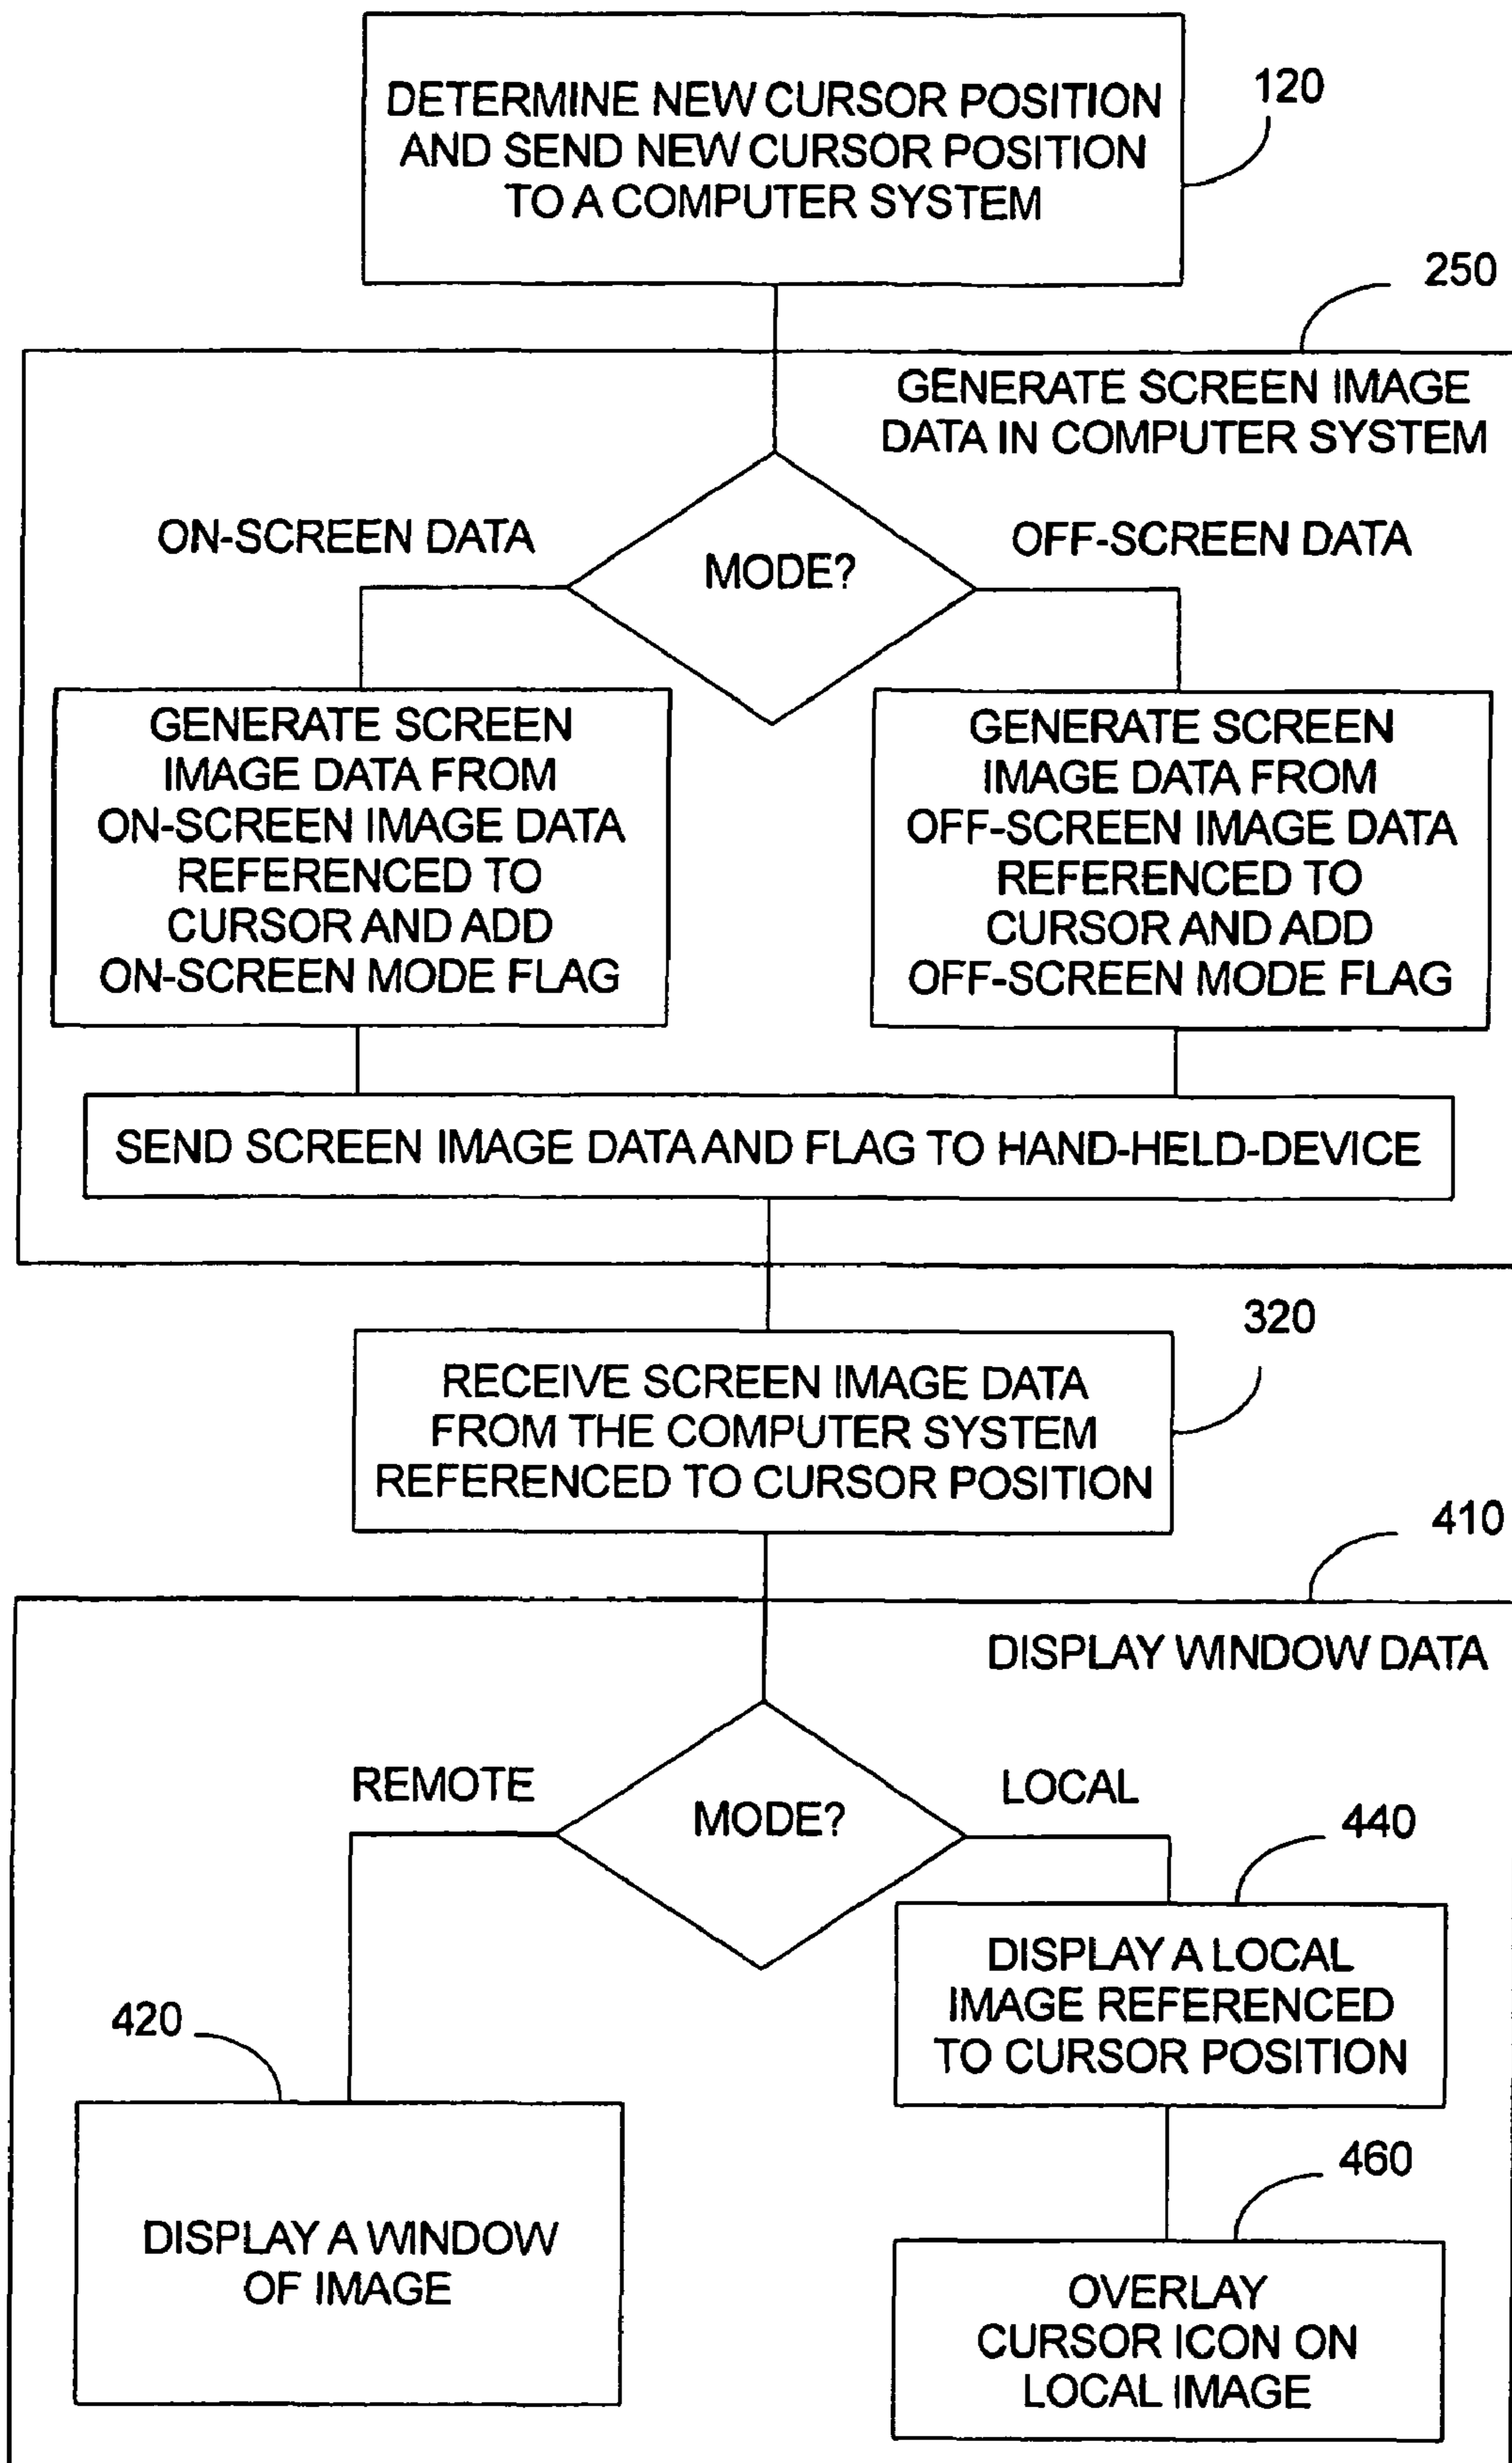 DETERMINE NEW CURSOR POSITION
AND SEND NEW CURSOR POSITION
TO A COMPUTER SYSTEM
120
250
GENERATE SCREEN IMAGE
DATA IN COMPUTER SYSTEM
ON-SCREEN DATA
MODE?
OFF-SCREEN DATA
GENERATE SCREEN
IMAGE DATA FROM
ON-SCREEN IMAGE DATA
REFERENCED TO
CURSOR AND ADD
ON-SCREEN MODE FLAG
GENERATE SCREEN
IMAGE DATA FROM
OFF-SCREEN IMAGE DATA
REFERENCED TO
CURSOR AND ADD
OFF-SCREEN MODE FLAG
SEND SCREEN IMAGE DATA AND FLAG TO HAND-HELD-DEVICE
320
RECEIVE SCREEN IMAGE DATA
FROM THE COMPUTER SYSTEM
REFERENCED TO CURSOR POSITION
410
DISPLAY WINDOW DATA
REMOTE
MODE?
LOCAL
440
DISPLAY A LOCAL
IMAGE REFERENCED
TO CURSOR POSITION
420
DISPLAY A WINDOW
OF IMAGE
460
OVERLAY
CURSOR ICON ON
LOCAL IMAGE